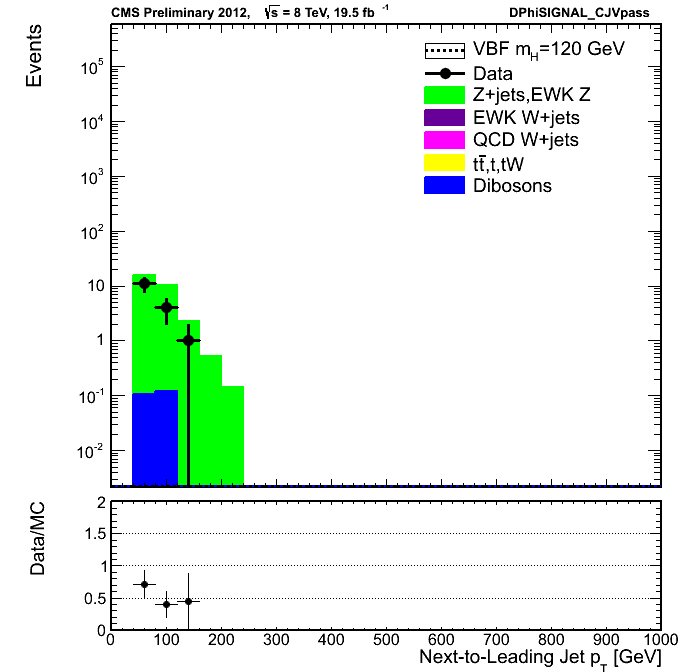 CMS Preliminary 2012, √s = 8 TeV, 19.5 fb⁻¹ DPhiSIGNAL_CJVpass
Events
VBF m_H=120 GeV
Data
Z+jets,EWK Z
EWK W+jets
QCD W+jets
tt̅,t,tW
Dibosons
10⁵
10⁴
10³
10²
10
1
10⁻¹
10⁻²
Data/MC
2
1.5
1
0.5
0
0 100 200 300 400 500 600 700 800 900 1000
Next-to-Leading Jet p_T [GeV]